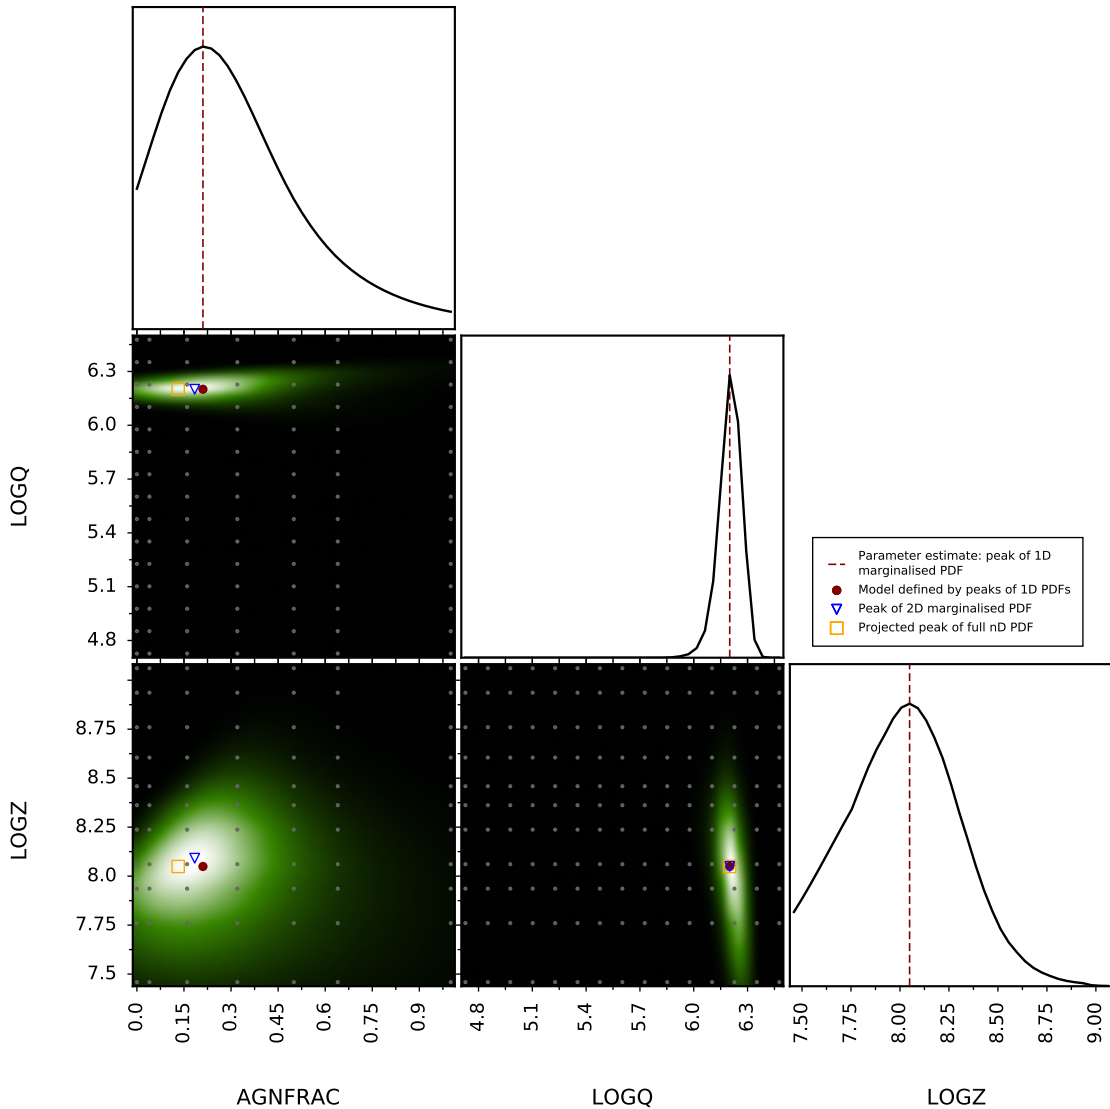 6.3
6.0
5.7
5.4
5.1
4.8
LOGQ
Parameter estimate: peak of 1D
marginalised PDF
Model defined by peaks of 1D PDFs
Peak of 2D marginalised PDF
Projected peak of full nD PDF
8.75
8.5
8.25
8.0
7.75
7.5
LOGZ
0.0 0.15 0.3 0.45 0.6 0.75 0.9
4.8 5.1 5.4 5.7 6.0 6.3
7.50 7.75 8.00 8.25 8.50 8.75 9.00
AGNFRAC LOGQ LOGZ